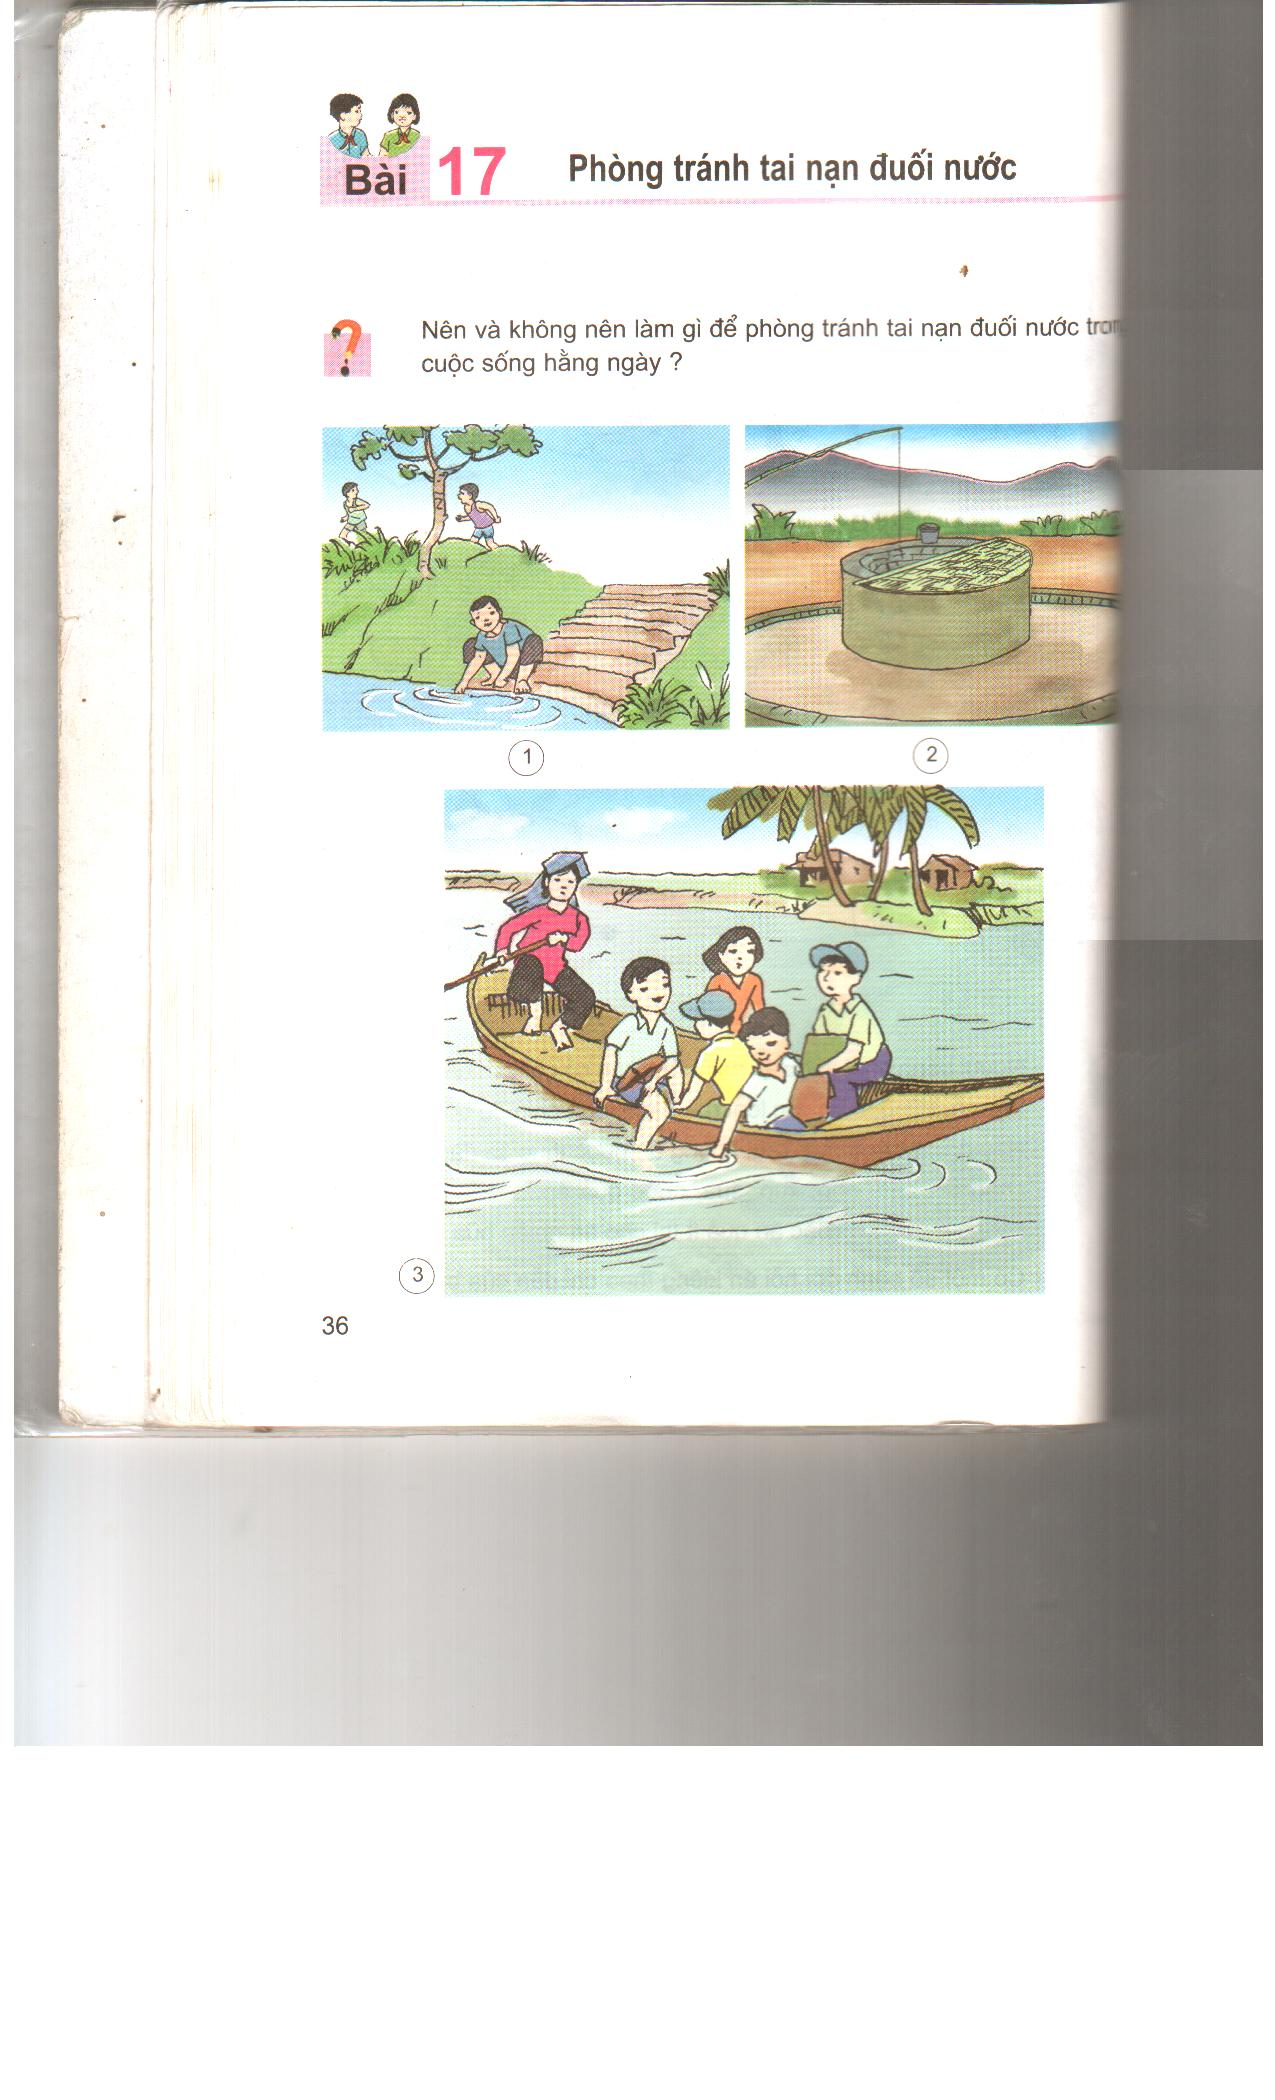 Bài 17
Phòng tránh tai nạn đuối nước
Nên và không nên làm gì để phòng tránh tai nạn đuối nước
cuộc sống hằng ngày ?
1
2
3
36